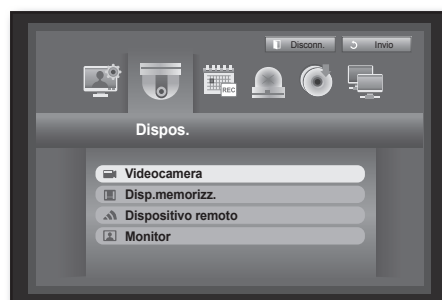 Disconn. Invio
REC
Dispos.
Videocamera
Disp.memorizz.
Dispositivo remoto
Monitor